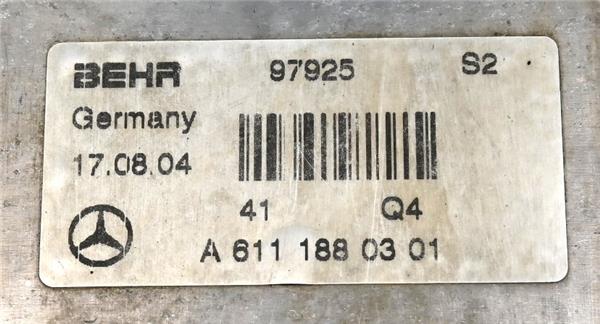 BEHR 97925 S2
Germany
17.08.04
41 Q4
A 611 188 03 01